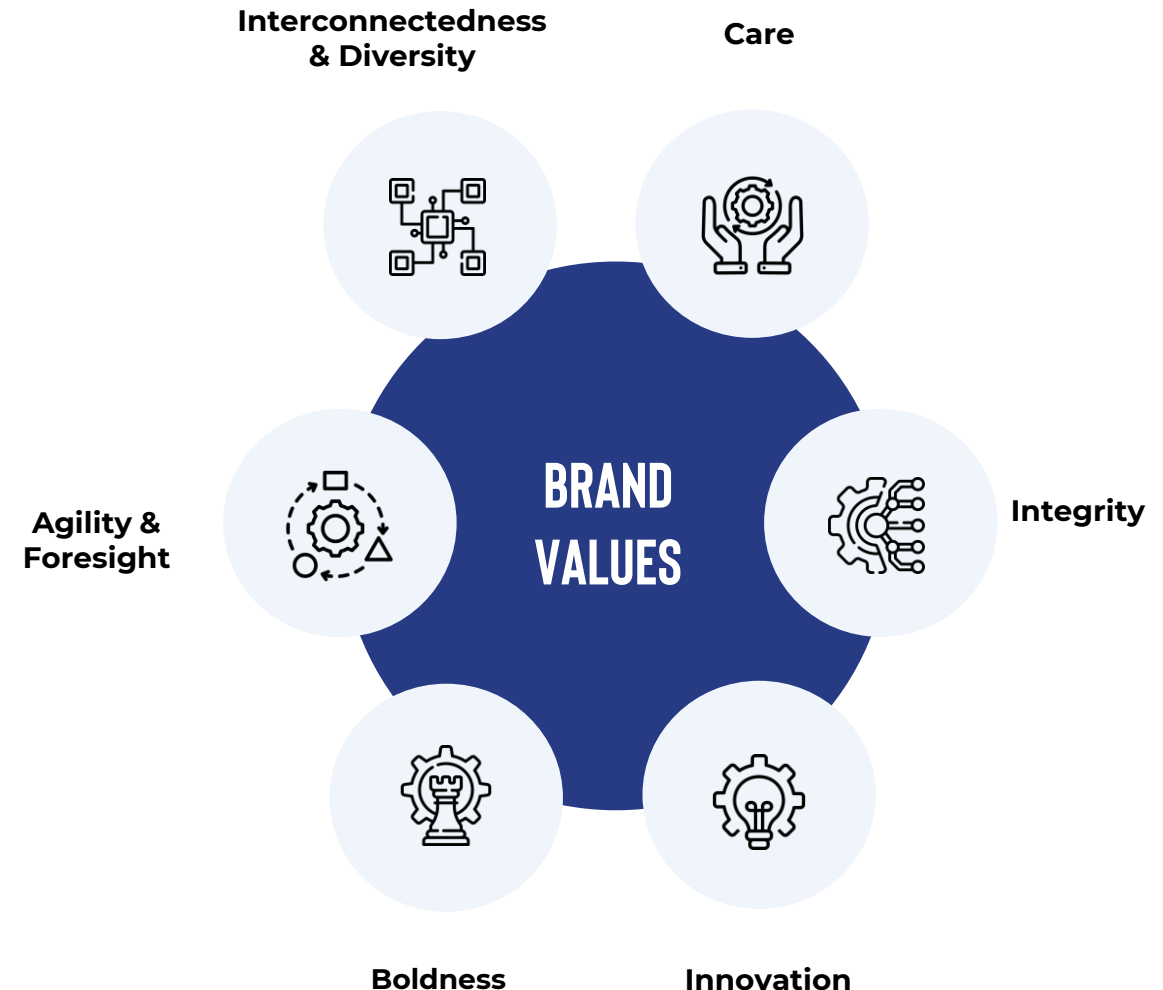 Interconnectedness
& Diversity
Care
BRAND
VALUES
Integrity
Agility &
Foresight
Boldness
Innovation